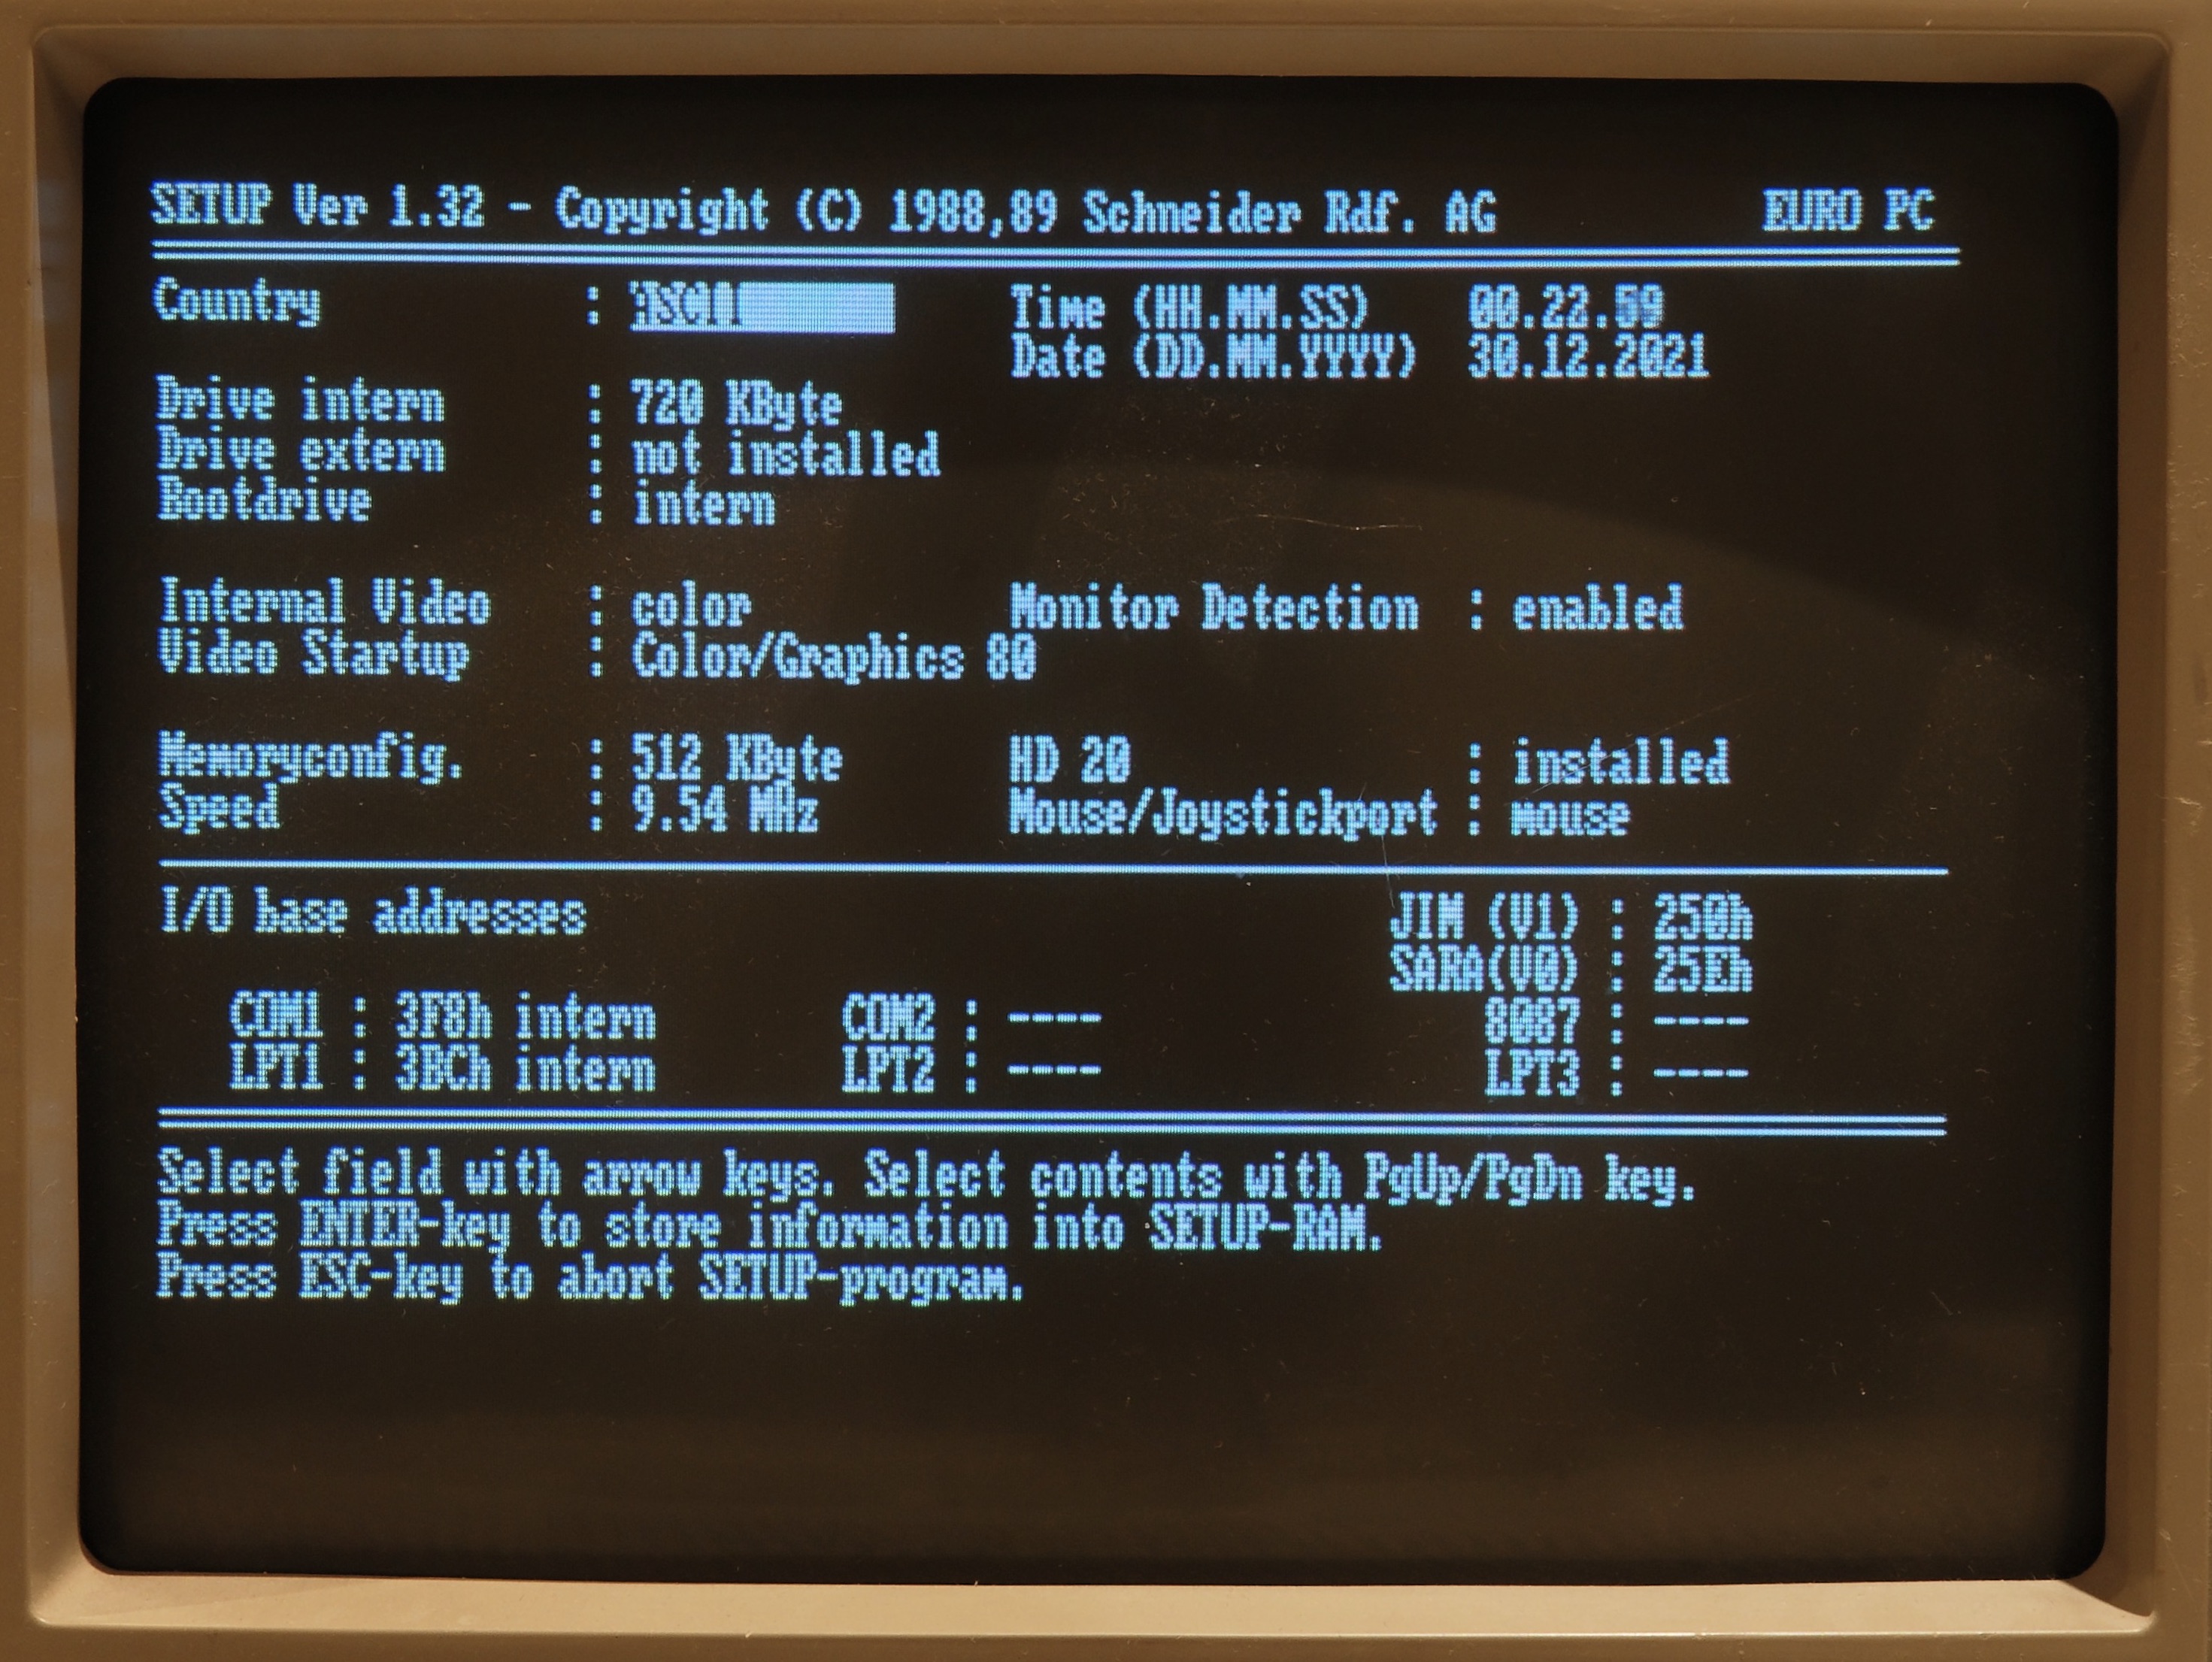 SETUP Ver 1.32 - Copyright (C) 1988,89 Schneider Rdf. AG EURO PC
Country : ASCII Time (HH.MM.SS) 00.22.59
Date (DD.MM.YYYY) 30.12.2021
Drive intern : 720 KByte
Drive extern : not installed
Bootdrive : intern
Internal Video : color Monitor Detection : enabled
Video Startup : Color/Graphics 80
Memoryconfig. : 512 KByte HD 20 : installed
Speed : 9.54 MHz Mouse/Joystickport : mouse
I/O base addresses JIM (V1) : 250h
SARA(V0) : 25Eh
COM1 : 3F8h intern COM2 : ---- 8087 : ----
LPT1 : 3BCh intern LPT2 : ---- LPT3 : ----
Select field with arrow keys. Select contents with PgUp/PgDn key.
Press ENTER-key to store information into SETUP-RAM.
Press ESC-key to abort SETUP-program.